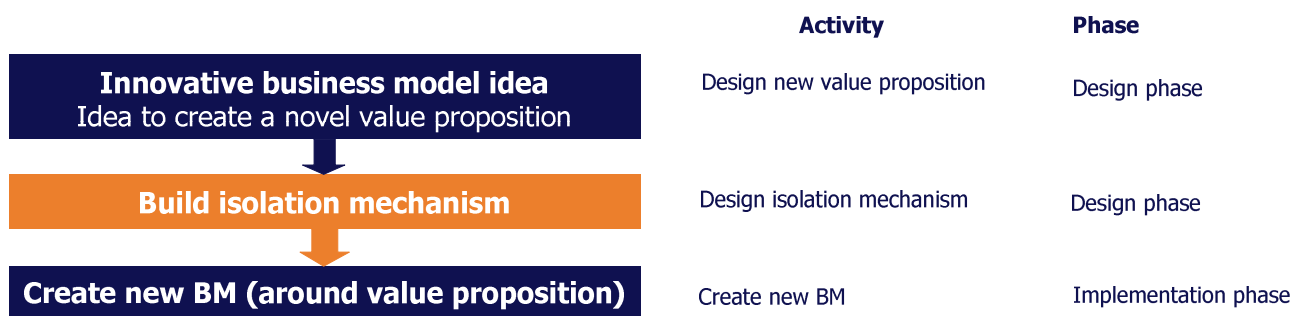 Activity Phase
Innovative business model idea
Idea to create a novel value proposition
Design new value proposition
Design phase
Build isolation mechanism
Design isolation mechanism
Design phase
Create new BM (around value proposition)
Create new BM
Implementation phase